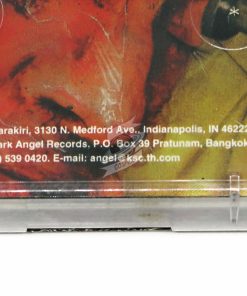 arakiri, 3130 N. Medford Ave., Indianapolis, IN 46222
ark Angel Records. P.O. Box 39 Pratunam, Bangkok
) 539 0420. E-mail: angel@ksc.th.com